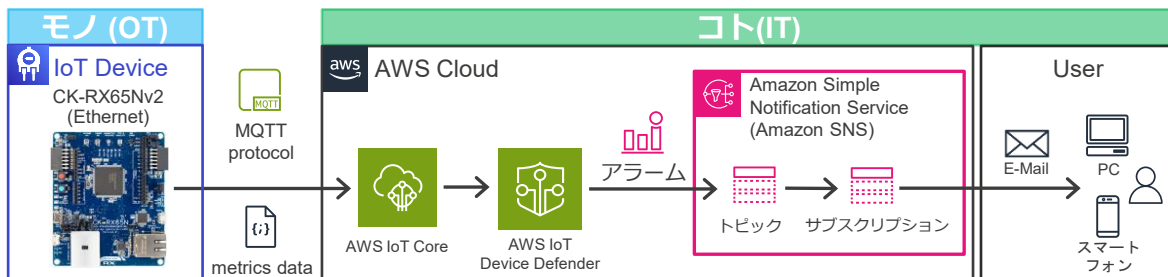 モノ (OT)
コト(IT)
IoT Device
CK-RX65Nv2
(Ethernet)
CK-RX65N
MQTT
MQTT
protocol
{;}
metrics data
aws
AWS Cloud
AWS IoT Core
AWS IoT
Device Defender
アラーム
Amazon Simple
Notification Service
(Amazon SNS)
トピック
サブスクリプション
User
E-Mail
PC
スマート
フォン